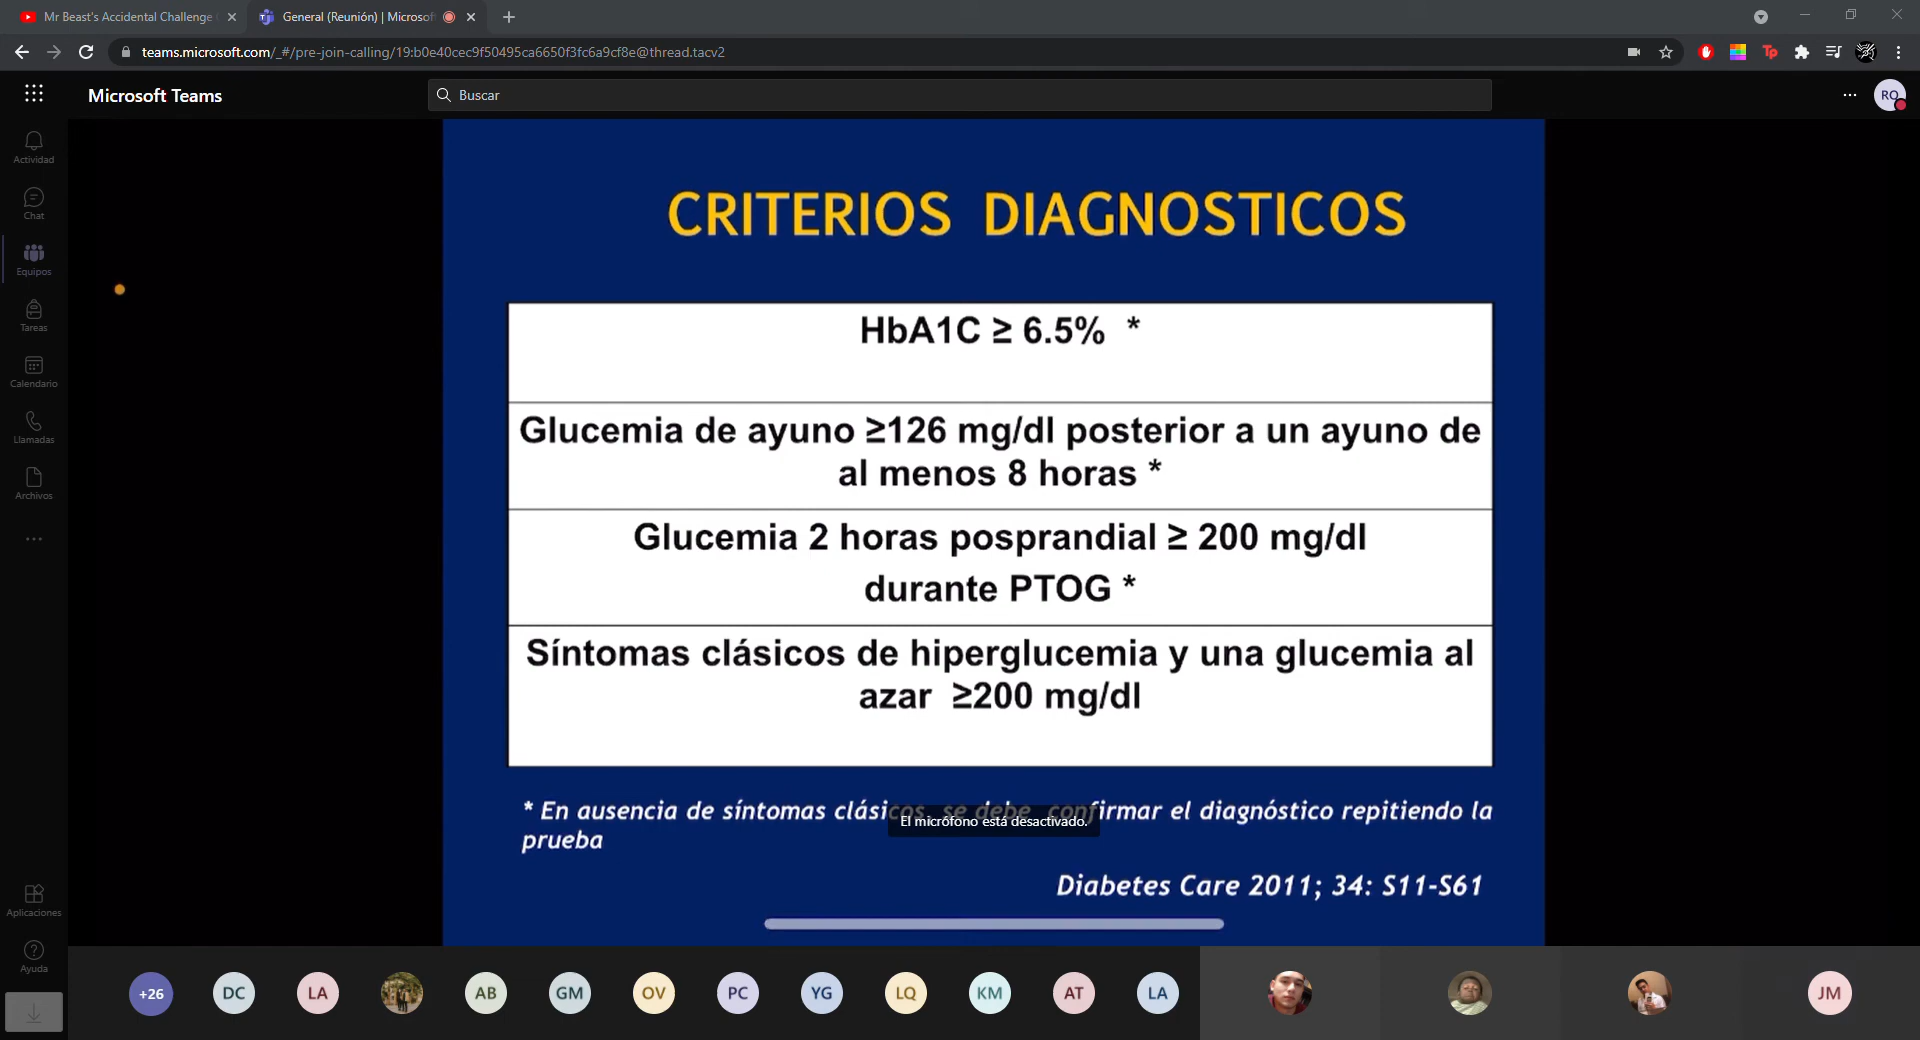 Mr Beast's Accidental Challenge
General (Reunión) | Microsof
teams.microsoft.com/_#/pre-join-calling/19:b0e40cec9f50495ca6650f3fc6a9cf8e@thread.tacv2
Microsoft Teams
Buscar
RO
Actividad
Chat
Equipos
Tareas
Calendario
Llamadas
Archivos
Aplicaciones
Ayuda
CRITERIOS DIAGNOSTICOS
HbA1C ≥ 6.5% *
Glucemia de ayuno ≥126 mg/dl posterior a un ayuno de
al menos 8 horas *
Glucemia 2 horas posprandial ≥ 200 mg/dl
durante PTOG *
Síntomas clásicos de hiperglucemia y una glucemia al
azar ≥200 mg/dl
* En ausencia de síntomas clásicos, se debe confirmar el diagnóstico repitiendo la
prueba
El micrófono está desactivado.
Diabetes Care 2011; 34: S11-S61
+26 DC LA AB GM OV PC YG LQ KM AT LA JM